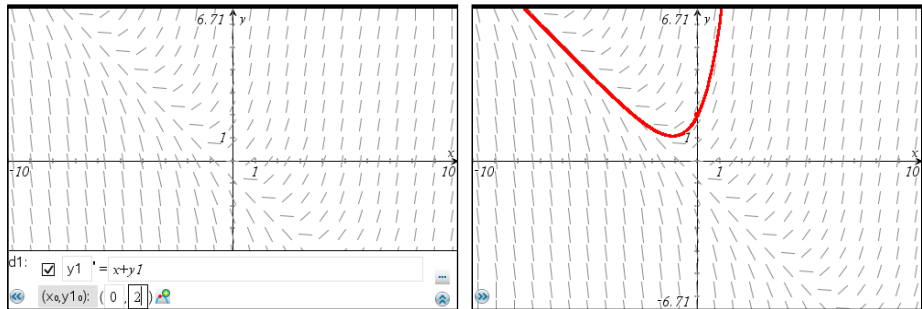 6.71 y
1
x
-10 1 10
d1: ☑ y1 ' = x+y1 ...
(x₀,y1₀): ( 0 , 2 )
6.71 y
1
x
-10 1 10
-6.71